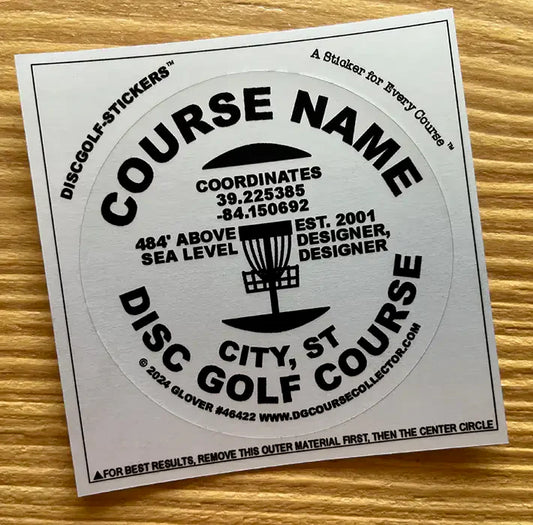 DISCGOLF-STICKERS™
A Sticker for Every Course ™
COURSE NAME
COORDINATES
39.225385
-84.150692
484' ABOVE
SEA LEVEL
EST. 2001
DESIGNER,
DESIGNER
CITY, ST
DISC GOLF COURSE
© 2024 GLOVER #46422 WWW.DGCOURSECOLLECTOR.COM
▲FOR BEST RESULTS, REMOVE THIS OUTER MATERIAL FIRST, THEN THE CENTER CIRCLE